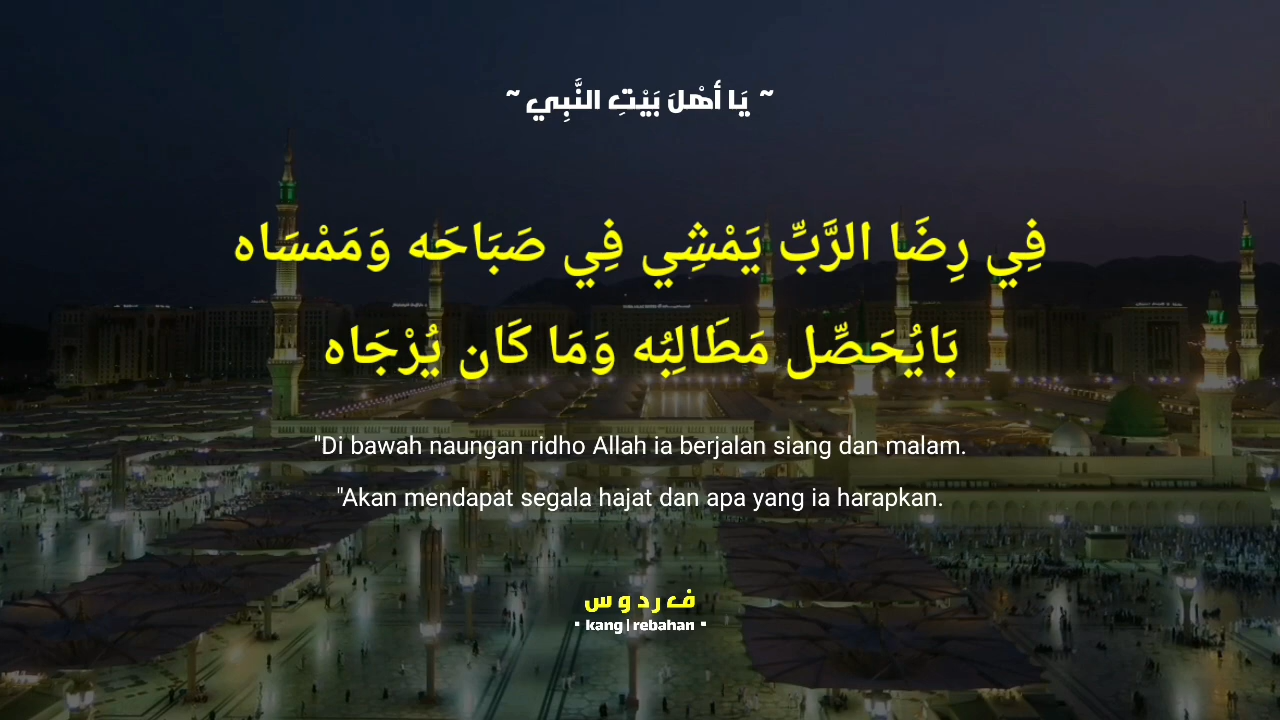 ~ يَا أهْلَ بَيْتِ النَّبِي ~
فِي رِضَا الرَّبِّ يَمْشِي فِي صَبَاحَه وَمَمْسَاه
بَايُحَصِّل مَطَالِبُه وَمَا كَان يُرْجَاه
"Di bawah naungan ridho Allah ia berjalan siang dan malam.
"Akan mendapat segala hajat dan apa yang ia harapkan.
ف ر د و س
▪ kang | rebahan ▪